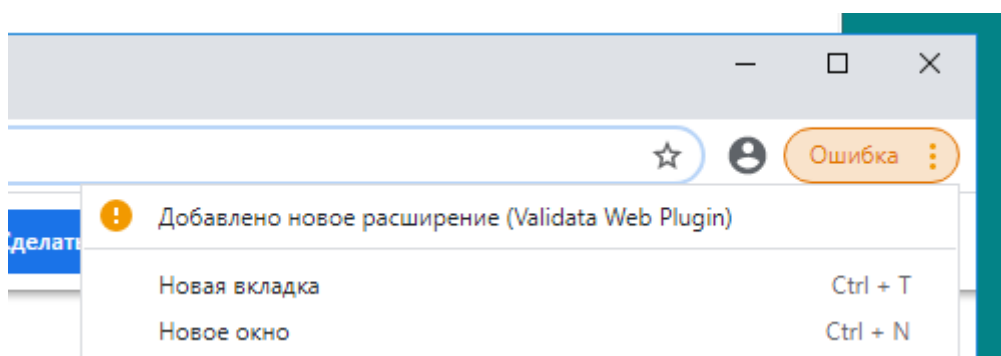 Ошибка
Добавлено новое расширение (Validata Web Plugin)
Новая вкладка Ctrl + T
Новое окно Ctrl + N